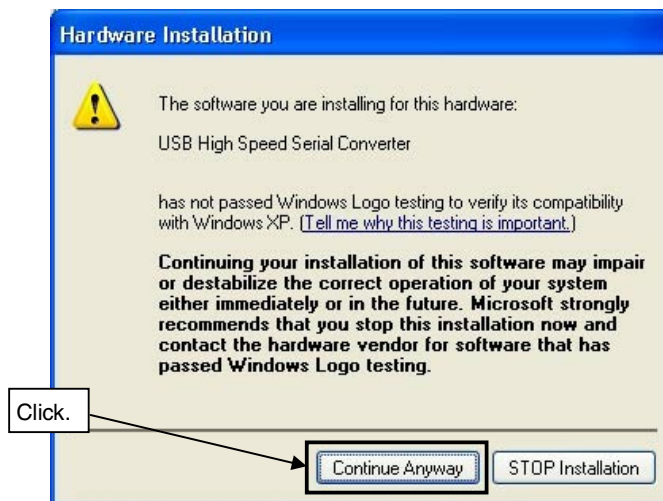 Hardware Installation
The software you are installing for this hardware:
USB High Speed Serial Converter
has not passed Windows Logo testing to verify its compatibility
with Windows XP. (Tell me why this testing is important.)
Continuing your installation of this software may impair
or destabilize the correct operation of your system
either immediately or in the future. Microsoft strongly
recommends that you stop this installation now and
contact the hardware vendor for software that has
passed Windows Logo testing.
Click.
Continue Anyway
STOP Installation